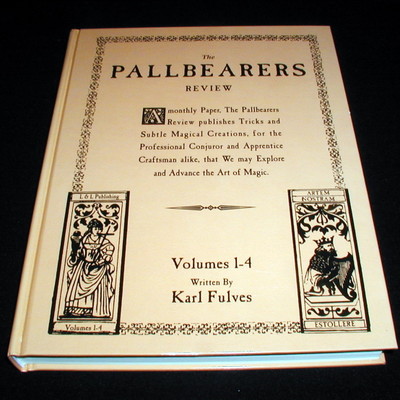 The
PALLBEARERS
REVIEW
A monthly Paper, The Pallbearers
Review publishes Tricks and
Subtle Magical Creations, for the
Professional Conjuror and Apprentice
Craftsman alike, that We may Explore
and Advance the Art of Magic.
L & L Publishing
Volumes 1-4
ARTEM
NOSTRAM
ESTOLLERE
Volumes 1-4
Written By
Karl Fulves